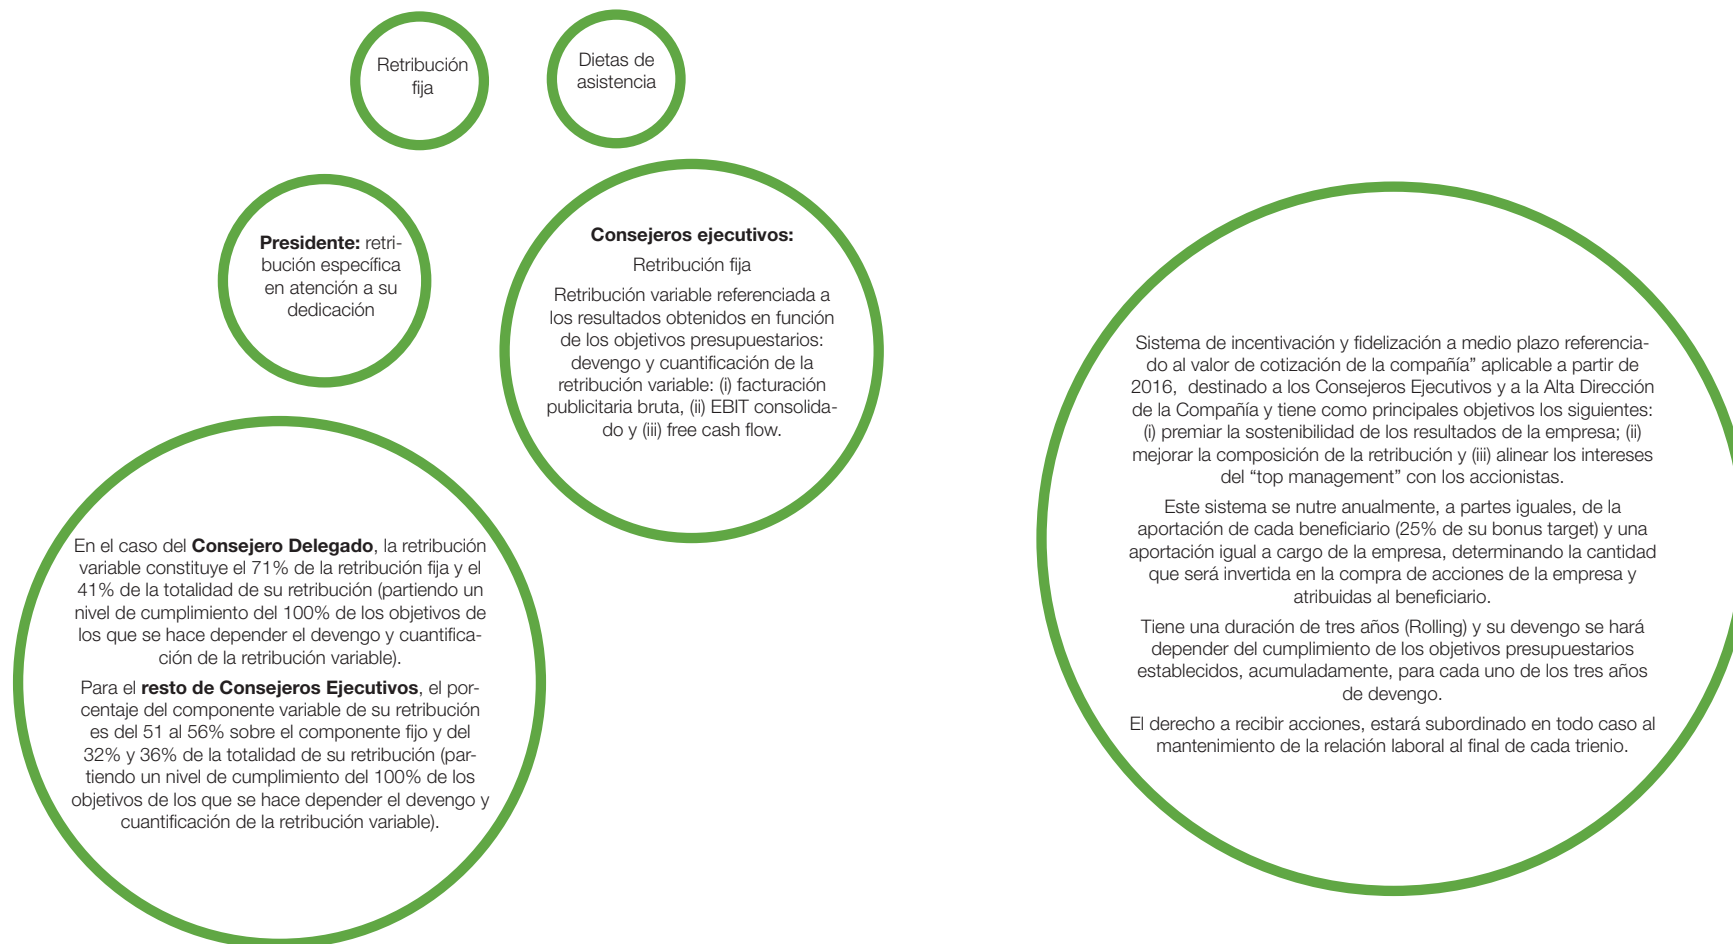 Retribución
fija
Dietas de
asistencia
Presidente: retri-
bución específica
en atención a su
dedicación
Consejeros ejecutivos:
Retribución fija
Retribución variable referenciada a
los resultados obtenidos en función
de los objetivos presupuestarios:
devengo y cuantificación de la
retribución variable: (i) facturación
publicitaria bruta, (ii) EBIT consolida-
do y (iii) free cash flow.
En el caso del Consejero Delegado, la retribución
variable constituye el 71% de la retribución fija y el
41% de la totalidad de su retribución (partiendo un
nivel de cumplimiento del 100% de los objetivos de
los que se hace depender el devengo y cuantifica-
ción de la retribución variable).
Para el resto de Consejeros Ejecutivos, el por-
centaje del componente variable de su retribución
es del 51 al 56% sobre el componente fijo y del
32% y 36% de la totalidad de su retribución (par-
tiendo un nivel de cumplimiento del 100% de los
objetivos de los que se hace depender el devengo y
cuantificación de la retribución variable).
Sistema de incentivación y fidelización a medio plazo referencia-
do al valor de cotización de la compañía” aplicable a partir de
2016, destinado a los Consejeros Ejecutivos y a la Alta Dirección
de la Compañía y tiene como principales objetivos los siguientes:
(i) premiar la sostenibilidad de los resultados de la empresa; (ii)
mejorar la composición de la retribución y (iii) alinear los intereses
del “top management” con los accionistas.
Este sistema se nutre anualmente, a partes iguales, de la
aportación de cada beneficiario (25% de su bonus target) y una
aportación igual a cargo de la empresa, determinando la cantidad
que será invertida en la compra de acciones de la empresa y
atribuidas al beneficiario.
Tiene una duración de tres años (Rolling) y su devengo se hará
depender del cumplimiento de los objetivos presupuestarios
establecidos, acumuladamente, para cada uno de los tres años
de devengo.
El derecho a recibir acciones, estará subordinado en todo caso al
mantenimiento de la relación laboral al final de cada trienio.